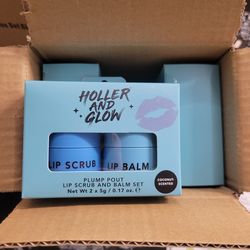 HOLLER
AND
GLOW
LIP SCRUB
LIP BALM
COCONUT
SCENTED
PLUMP POUT
LIP SCRUB AND BALM SET
Net Wt 2 x 5g / 0.17 oz. ℮